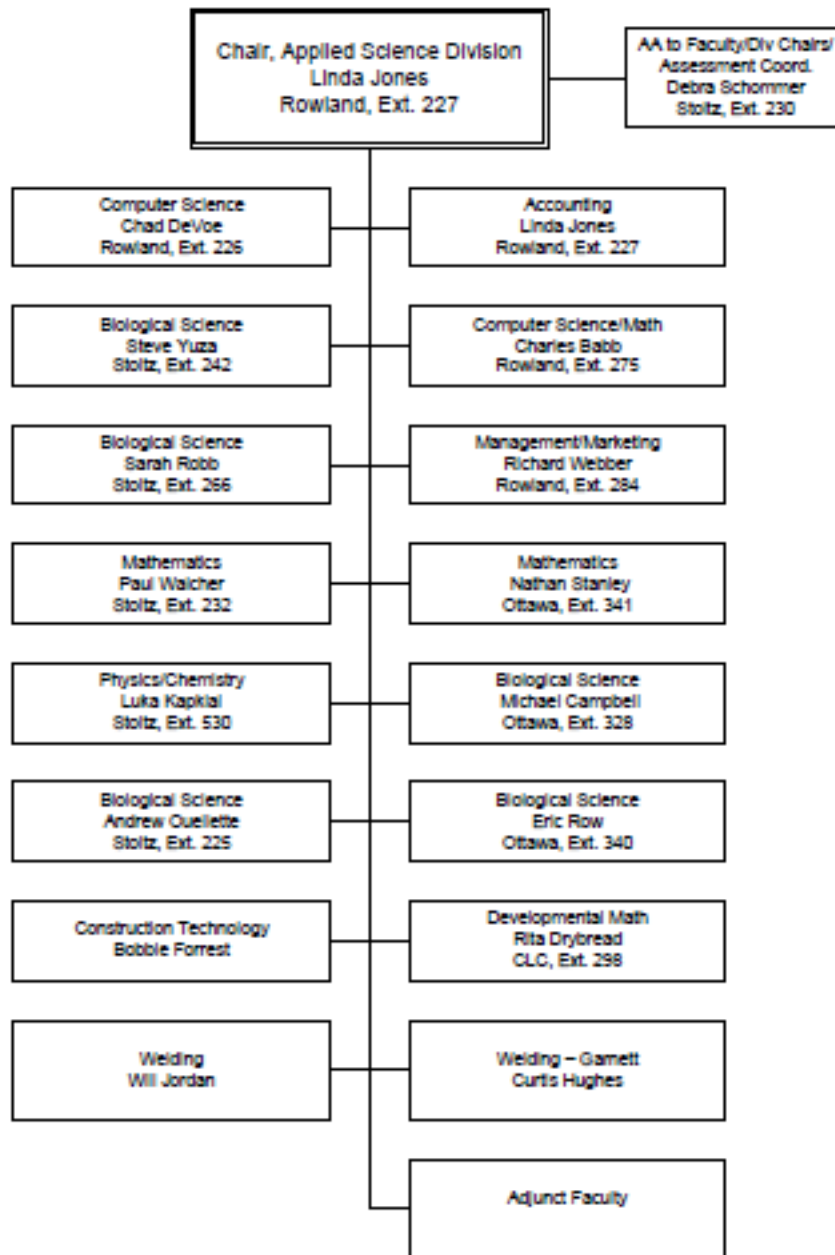 Chair, Applied Science Division
Linda Jones
Rowland, Ext. 227
AA to Faculty/Div Chairs/
Assessment Coord.
Debra Schommer
Stoltz, Ext. 230
Computer Science
Chad DeVoe
Rowland, Ext. 226
Accounting
Linda Jones
Rowland, Ext. 227
Biological Science
Steve Yuza
Stoltz, Ext. 242
Computer Science/Math
Charles Babb
Rowland, Ext. 275
Biological Science
Sarah Robb
Stoltz, Ext. 266
Management/Marketing
Richard Webber
Rowland, Ext. 284
Mathematics
Paul Walcher
Stoltz, Ext. 232
Mathematics
Nathan Stanley
Ottawa, Ext. 341
Physics/Chemistry
Luka Kapkiai
Stoltz, Ext. 530
Biological Science
Michael Campbell
Ottawa, Ext. 328
Biological Science
Andrew Ouellette
Stoltz, Ext. 225
Biological Science
Eric Row
Ottawa, Ext. 340
Construction Technology
Bobbie Forrest
Developmental Math
Rita Drybread
CLC, Ext. 298
Welding
Will Jordan
Welding – Garnett
Curtis Hughes
Adjunct Faculty